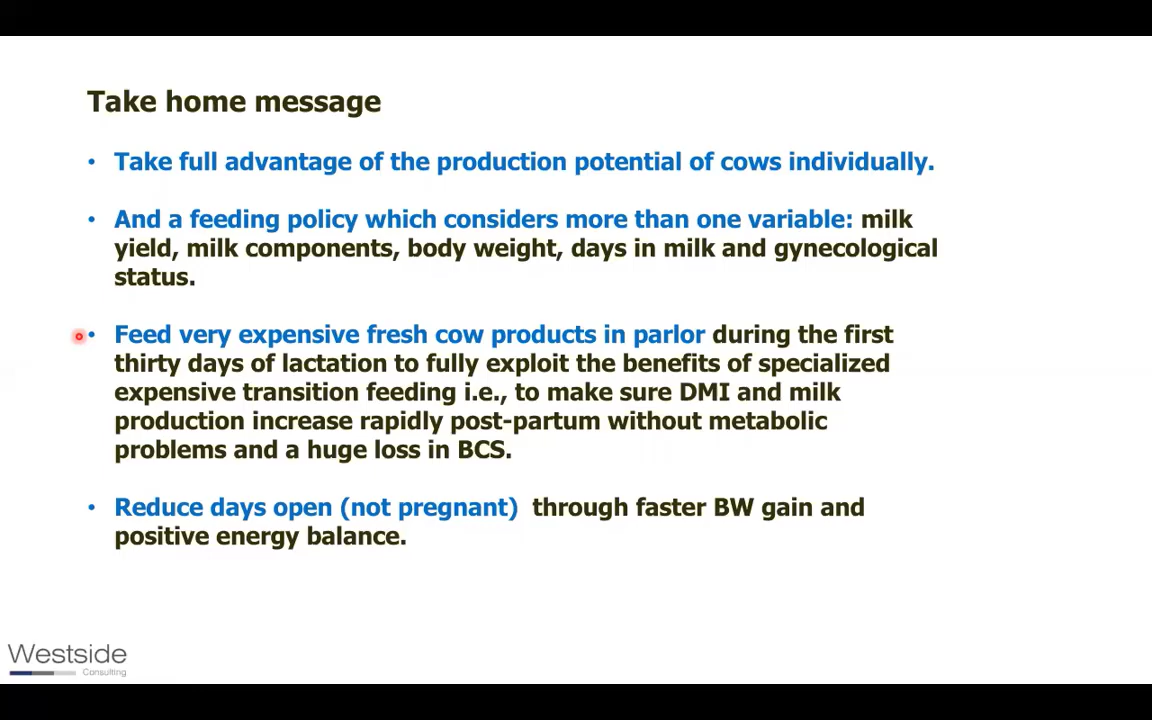 Take home message
• Take full advantage of the production potential of cows individually.
• And a feeding policy which considers more than one variable: milk
yield, milk components, body weight, days in milk and gynecological
status.
• Feed very expensive fresh cow products in parlor during the first
thirty days of lactation to fully exploit the benefits of specialized
expensive transition feeding i.e., to make sure DMI and milk
production increase rapidly post-partum without metabolic
problems and a huge loss in BCS.
• Reduce days open (not pregnant) through faster BW gain and
positive energy balance.
Westside
Consulting